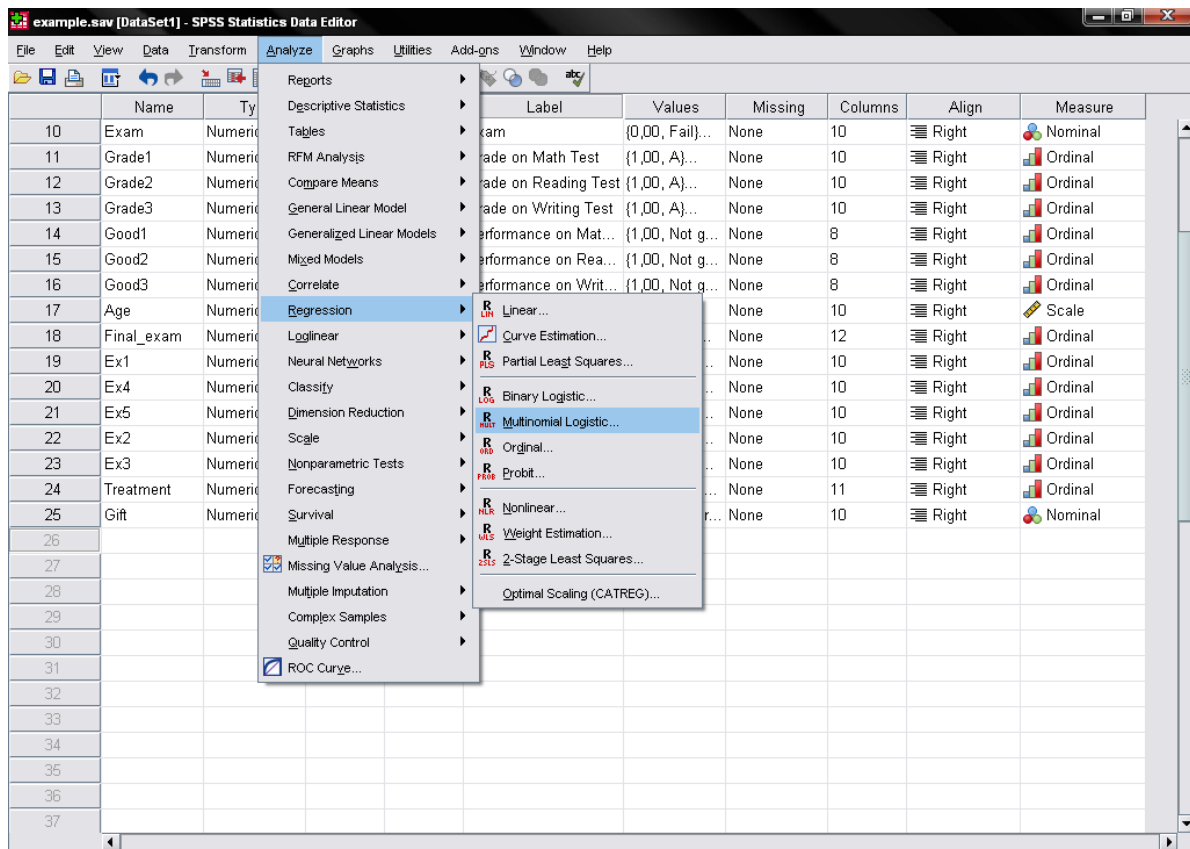 example.sav [DataSet1] - SPSS Statistics Data Editor
File Edit View Data Transform Analyze Graphs Utilities Add-ons Window Help
Name Ty Label Values Missing Columns Align Measure
10 Exam Numeric xam {0,00, Fail}... None 10 Right Nominal
11 Grade1 Numeric rade on Math Test {1,00, A}... None 10 Right Ordinal
12 Grade2 Numeric rade on Reading Test {1,00, A}... None 10 Right Ordinal
13 Grade3 Numeric rade on Writing Test {1,00, A}... None 10 Right Ordinal
14 Good1 Numeric erformance on Mat... {1,00, Not g... None 8 Right Ordinal
15 Good2 Numeric erformance on Rea... {1,00, Not g... None 8 Right Ordinal
16 Good3 Numeric erformance on Writ... {1,00, Not g... None 8 Right Ordinal
17 Age Numeric None 10 Right Scale
18 Final_exam Numeric None 12 Right Ordinal
19 Ex1 Numeric None 10 Right Ordinal
20 Ex4 Numeric None 10 Right Ordinal
21 Ex5 Numeric None 10 Right Ordinal
22 Ex2 Numeric None 10 Right Ordinal
23 Ex3 Numeric None 10 Right Ordinal
24 Treatment Numeric None 11 Right Ordinal
25 Gift Numeric r... None 10 Right Nominal
26
27
28
29
30
31
32
33
34
35
36
37
Reports
Descriptive Statistics
Tables
RFM Analysis
Compare Means
General Linear Model
Generalized Linear Models
Mixed Models
Correlate
Regression
Loglinear
Neural Networks
Classify
Dimension Reduction
Scale
Nonparametric Tests
Forecasting
Survival
Multiple Response
Missing Value Analysis...
Multiple Imputation
Complex Samples
Quality Control
ROC Curve...
R LIN Linear...
Curve Estimation...
R PLS Partial Least Squares...
R LOG Binary Logistic...
R MULT Multinomial Logistic...
R ORD Ordinal...
R PROB Probit...
R NLR Nonlinear...
R WLS Weight Estimation...
R 2SLS 2-Stage Least Squares...
Optimal Scaling (CATREG)...